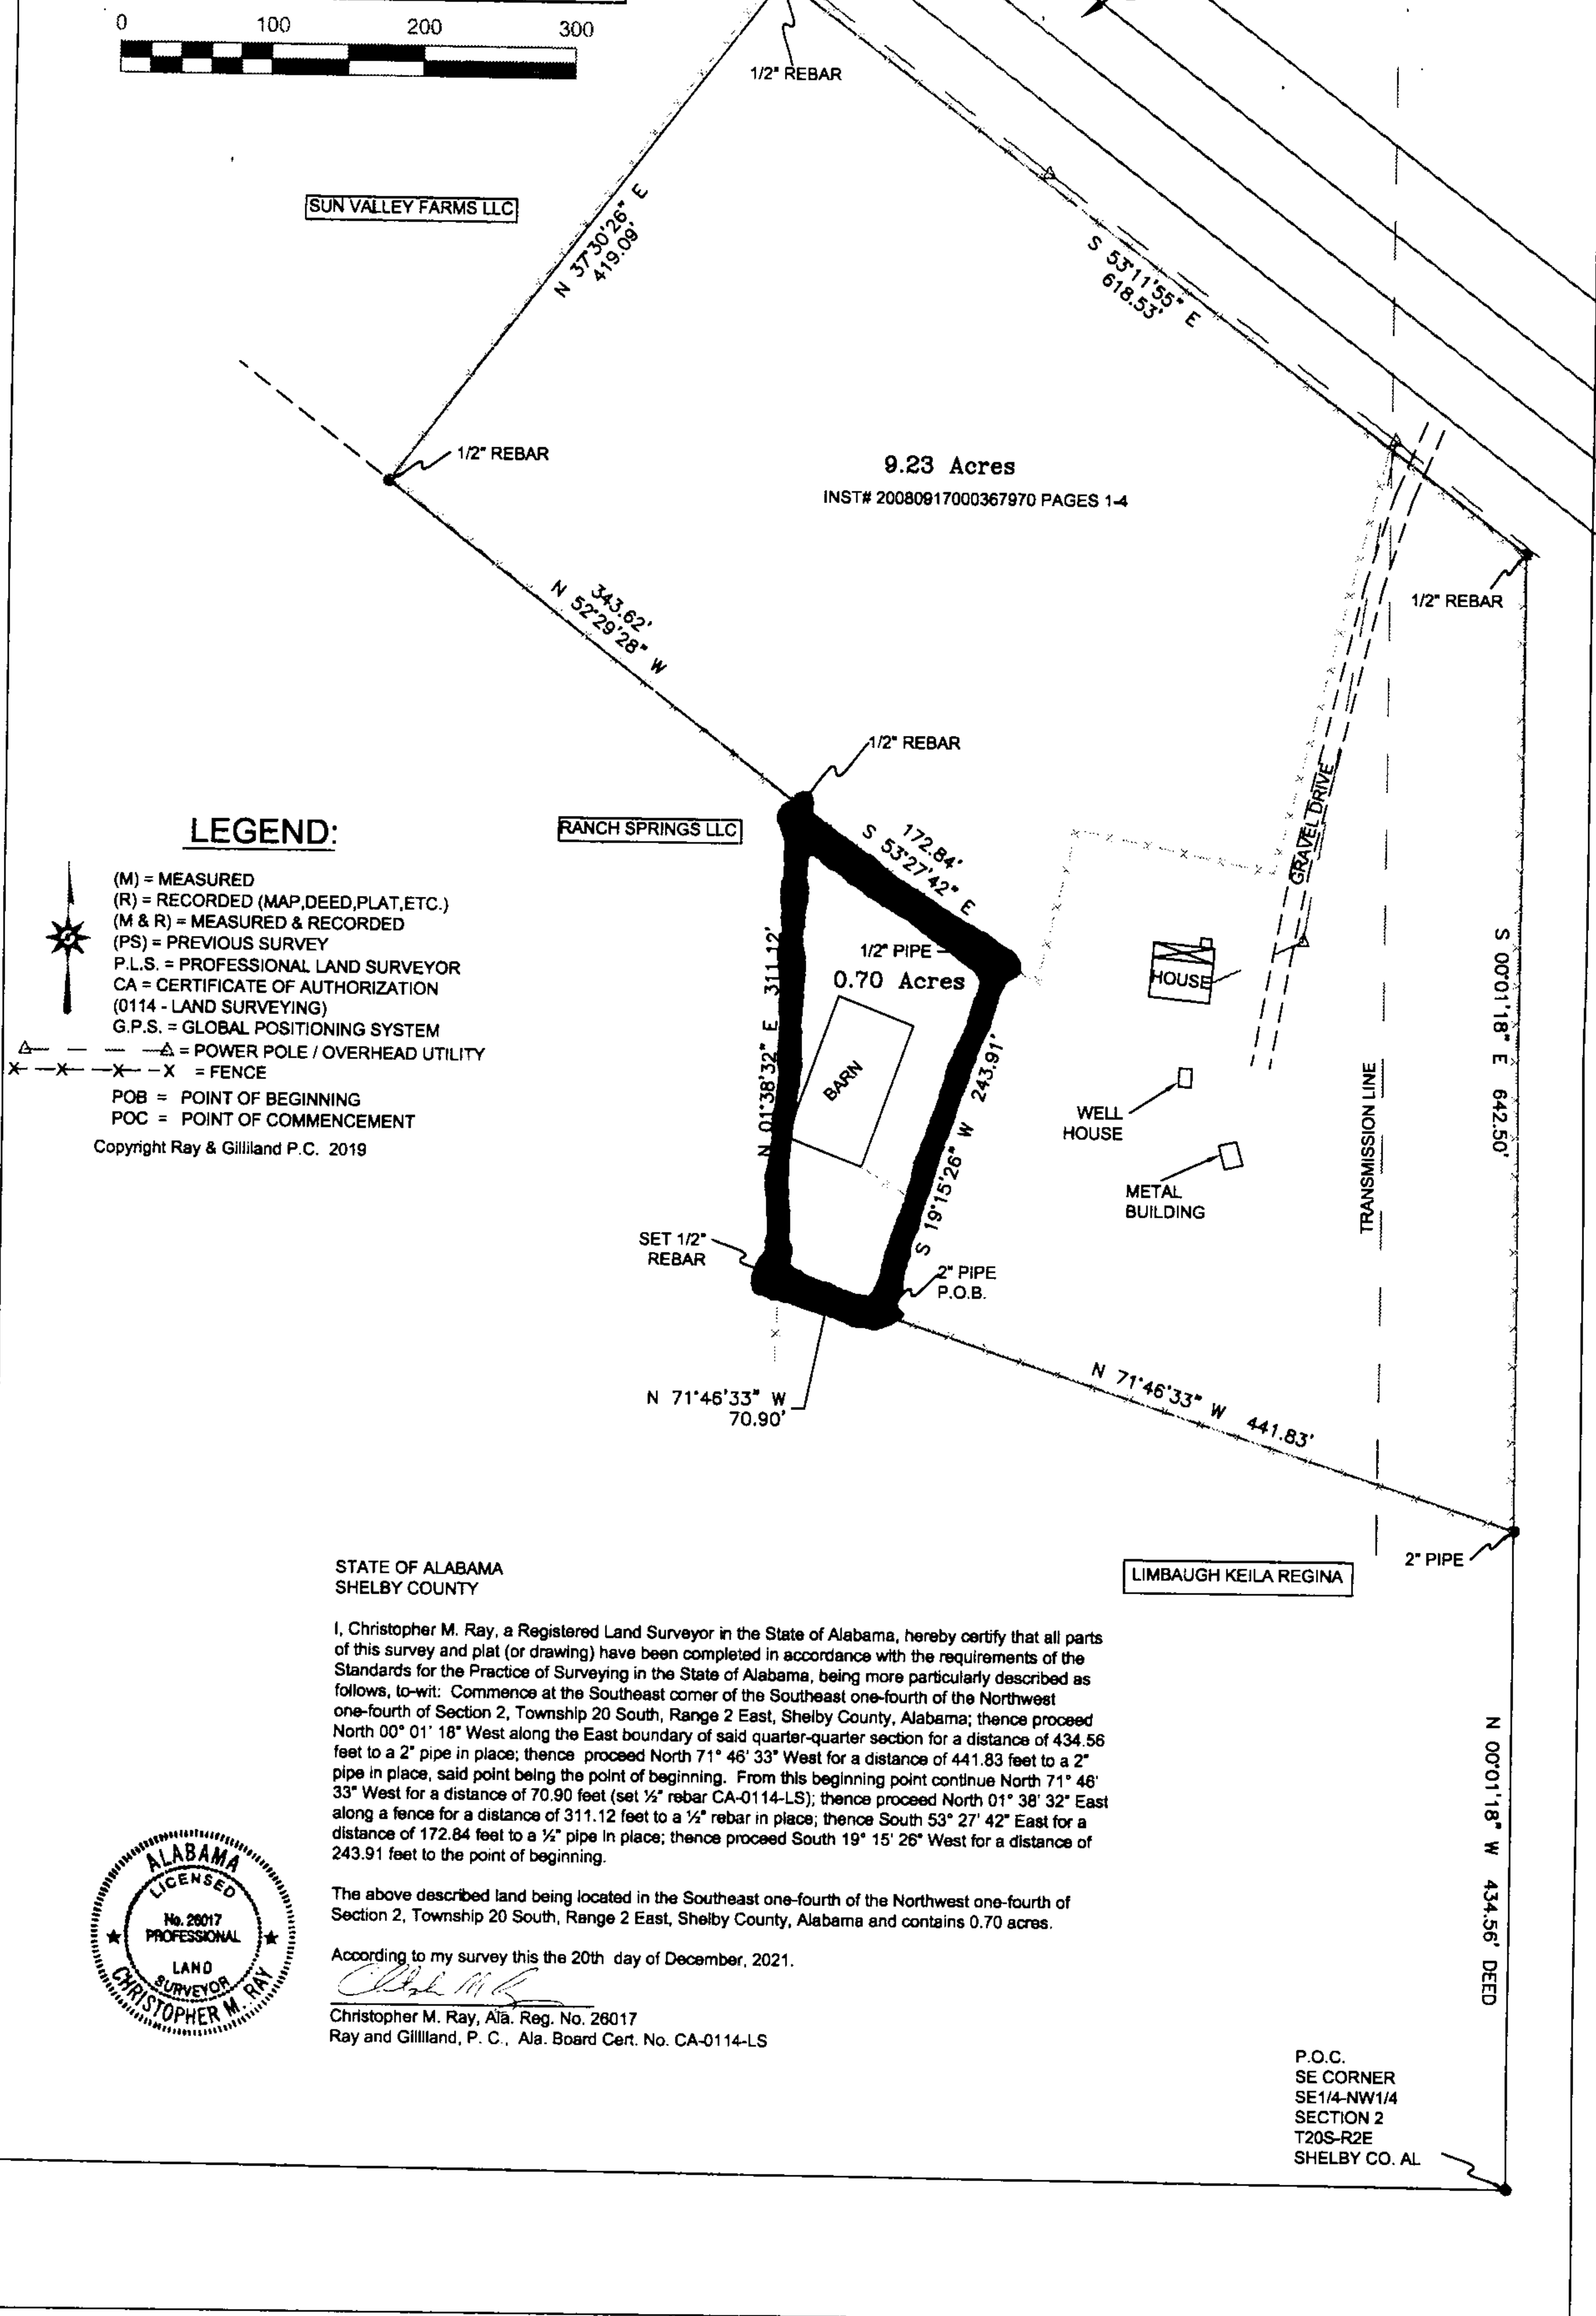 0 100 200 300
1/2" REBAR
SUN VALLEY FARMS LLC
N 37°30'26" E
419.09'
S 53°11'55" E
618.53'
1/2" REBAR
9.23 Acres
INST# 20080917000367970 PAGES 1-4
1/2" REBAR
343.62'
N 52°29'28" W
1/2" REBAR
GRAVEL DRIVE
LEGEND:
(M) = MEASURED
(R) = RECORDED (MAP,DEED,PLAT,ETC.)
(M & R) = MEASURED & RECORDED
(PS) = PREVIOUS SURVEY
P.L.S. = PROFESSIONAL LAND SURVEYOR
CA = CERTIFICATE OF AUTHORIZATION
(0114 - LAND SURVEYING)
G.P.S. = GLOBAL POSITIONING SYSTEM
= POWER POLE / OVERHEAD UTILITY
X X X X = FENCE
POB = POINT OF BEGINNING
POC = POINT OF COMMENCEMENT
Copyright Ray & Gilliland P.C. 2019
RANCH SPRINGS LLC
172.84'
S 53°27'42" E
1/2" PIPE
0.70 Acres
N 01°38'32" E 311.12'
BARN
S 19°15'26" W 243.91'
HOUSE
WELL
HOUSE
METAL
BUILDING
TRANSMISSION LINE
S 00°01'18" E 642.50'
SET 1/2"
REBAR
2" PIPE
P.O.B.
N 71°46'33" W
70.90'
N 71°46'33" W 441.83'
2" PIPE
LIMBAUGH KEILA REGINA
STATE OF ALABAMA
SHELBY COUNTY
I, Christopher M. Ray, a Registered Land Surveyor in the State of Alabama, hereby certify that all parts
of this survey and plat (or drawing) have been completed in accordance with the requirements of the
Standards for the Practice of Surveying in the State of Alabama, being more particularly described as
follows, to-wit: Commence at the Southeast corner of the Southeast one-fourth of the Northwest
one-fourth of Section 2, Township 20 South, Range 2 East, Shelby County, Alabama; thence proceed
North 00° 01' 18" West along the East boundary of said quarter-quarter section for a distance of 434.56
feet to a 2" pipe in place; thence proceed North 71° 46' 33" West for a distance of 441.83 feet to a 2"
pipe in place, said point being the point of beginning. From this beginning point continue North 71° 46'
33" West for a distance of 70.90 feet (set ½" rebar CA-0114-LS); thence proceed North 01° 38' 32" East
along a fence for a distance of 311.12 feet to a ½" rebar in place; thence South 53° 27' 42" East for a
distance of 172.84 feet to a ½" pipe in place; thence proceed South 19° 15' 26" West for a distance of
243.91 feet to the point of beginning.
The above described land being located in the Southeast one-fourth of the Northwest one-fourth of
Section 2, Township 20 South, Range 2 East, Shelby County, Alabama and contains 0.70 acres.
According to my survey this the 20th day of December, 2021.
Christopher M. Ray, Ala. Reg. No. 26017
Ray and Gilliland, P. C., Ala. Board Cert. No. CA-0114-LS
ALABAMA
LICENSED
No. 26017
PROFESSIONAL
LAND
SURVEYOR
CHRISTOPHER M. RAY
N 00°01'18" W 434.56' DEED
P.O.C.
SE CORNER
SE1/4-NW1/4
SECTION 2
T20S-R2E
SHELBY CO. AL